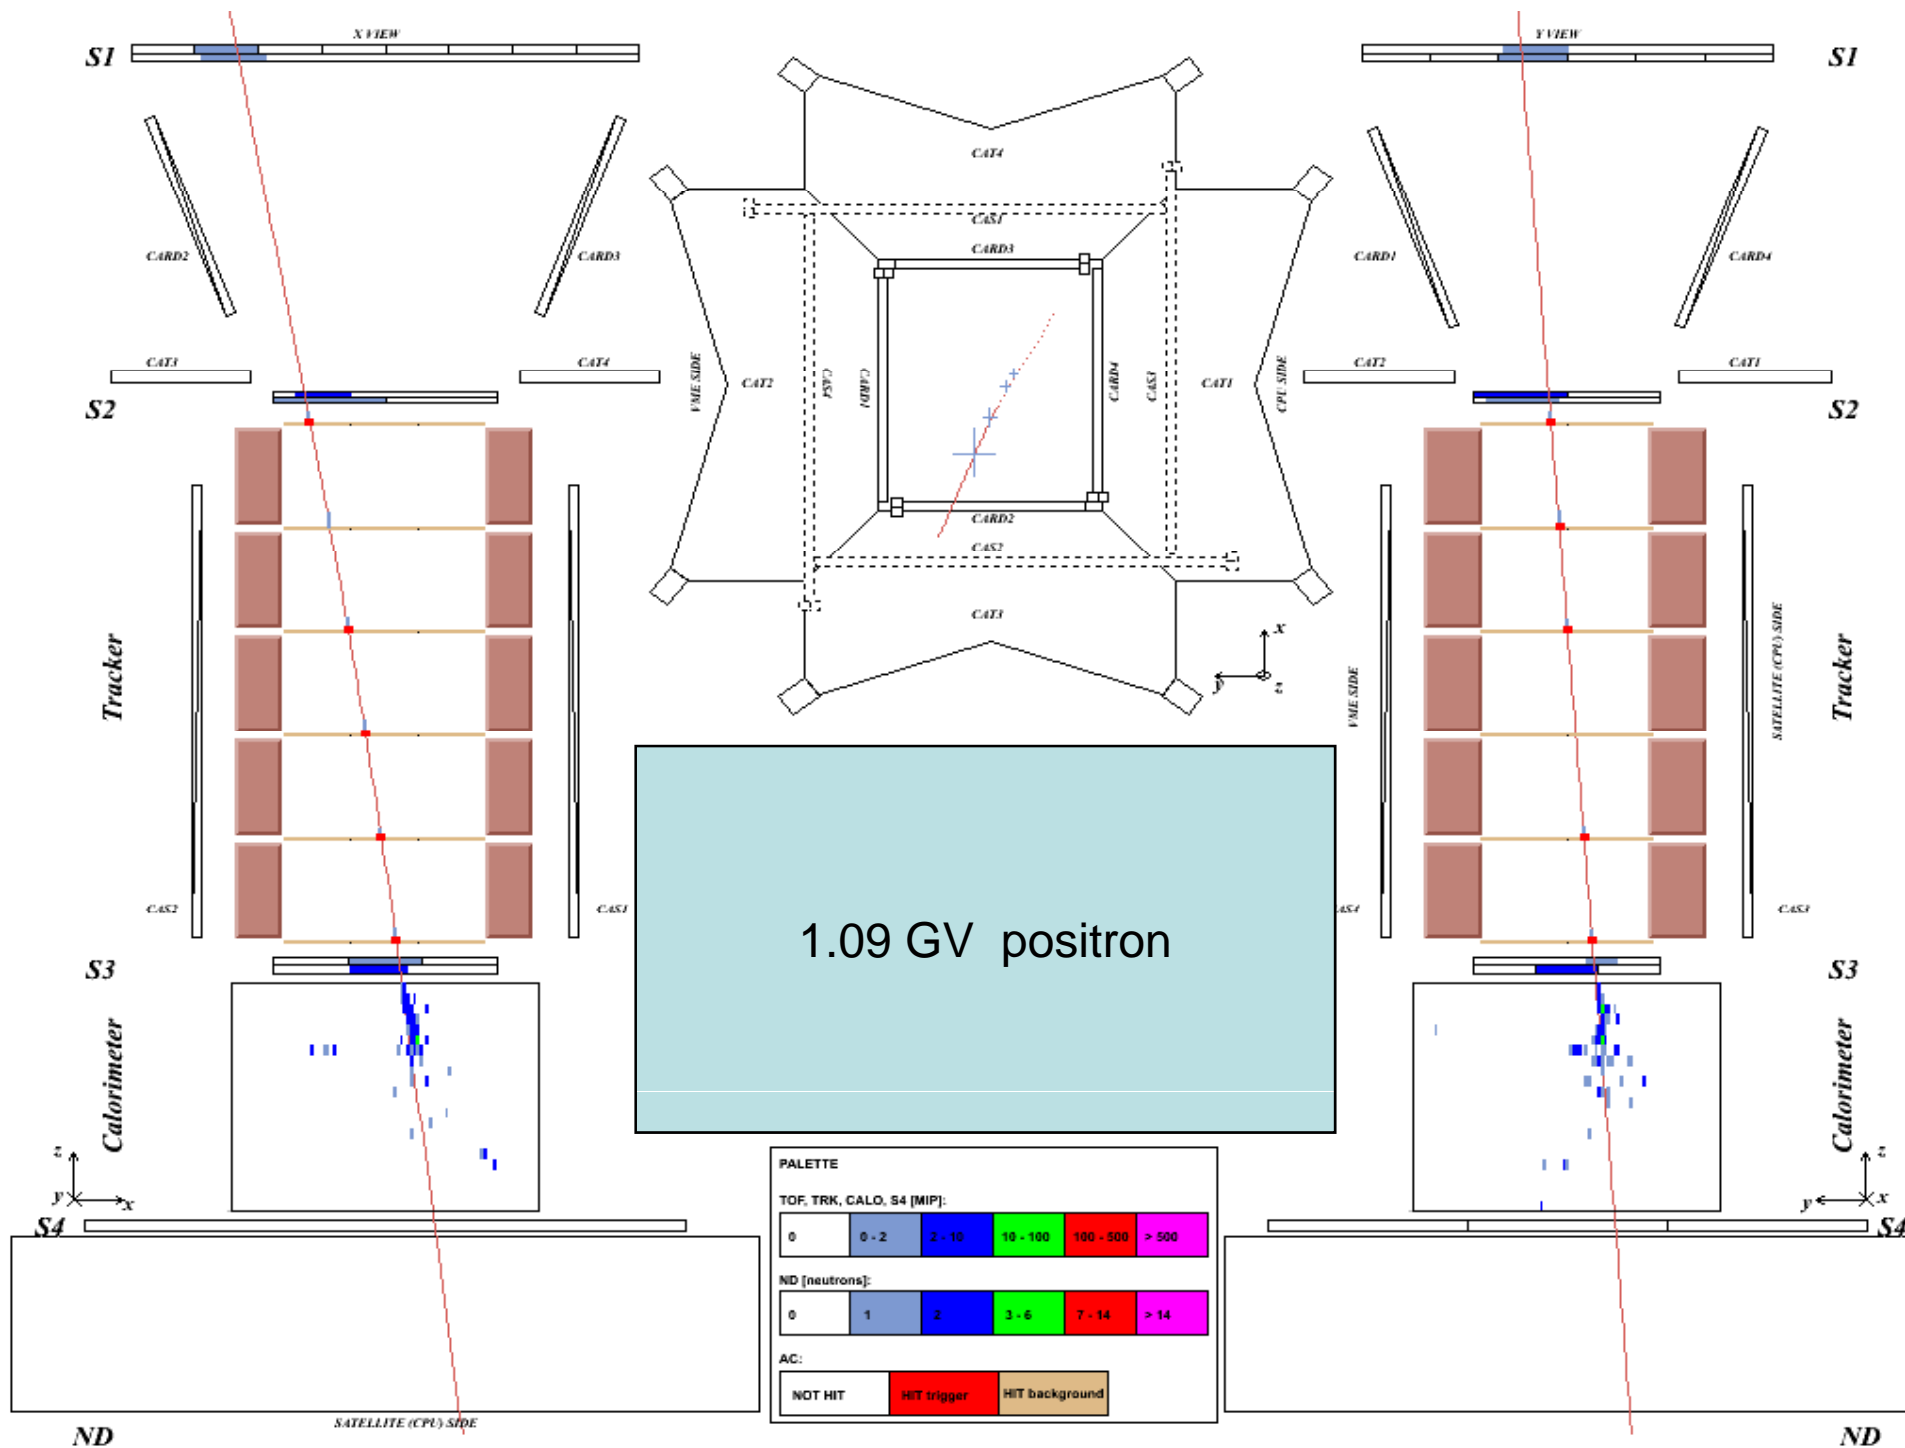 X VIEW
Y VIEW
S1
S1
CAT4
CARD2
CARD3
CAS1
CARD3
CARD1
CARD4
CAT3
CAT4
VME SIDE
CAT2
CAS4
CARD1
CARD4
CAS3
CAT1
CPU SIDE
CAT2
CAT1
S2
S2
CARD2
CAS2
CAT3
x
y
z
Tracker
VME SIDE
SATELLITE (CPU) SIDE
Tracker
CAS2
CAS1
1.09 GV positron
CAS4
CAS3
S3
S3
Calorimeter
Calorimeter
z
y
x
z
y
x
S4
S4
PALETTE
TOF, TRK, CALO, S4 [MIP]:
0 0 - 2 2 - 10 10 - 100 100 - 500 > 500
ND [neutrons]:
0 1 2 3 - 6 7 - 14 > 14
AC:
NOT HIT HIT trigger HIT background
SATELLITE (CPU) SIDE
ND
ND